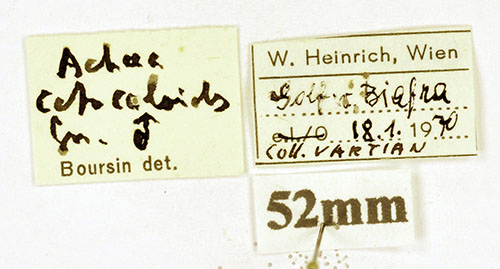 Achaea
catocaloides
Gn. ♂
Boursin det.
W. Heinrich, Wien
Golf v. Biafra
e.l./O 18.1. 1970
Coll. VARTIAN
52mm